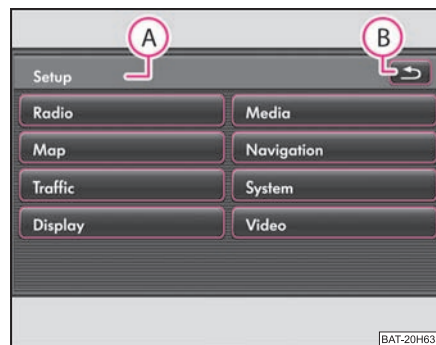 A B
Setup
Radio Media
Map Navigation
Traffic System
Display Video
BAT-20H63